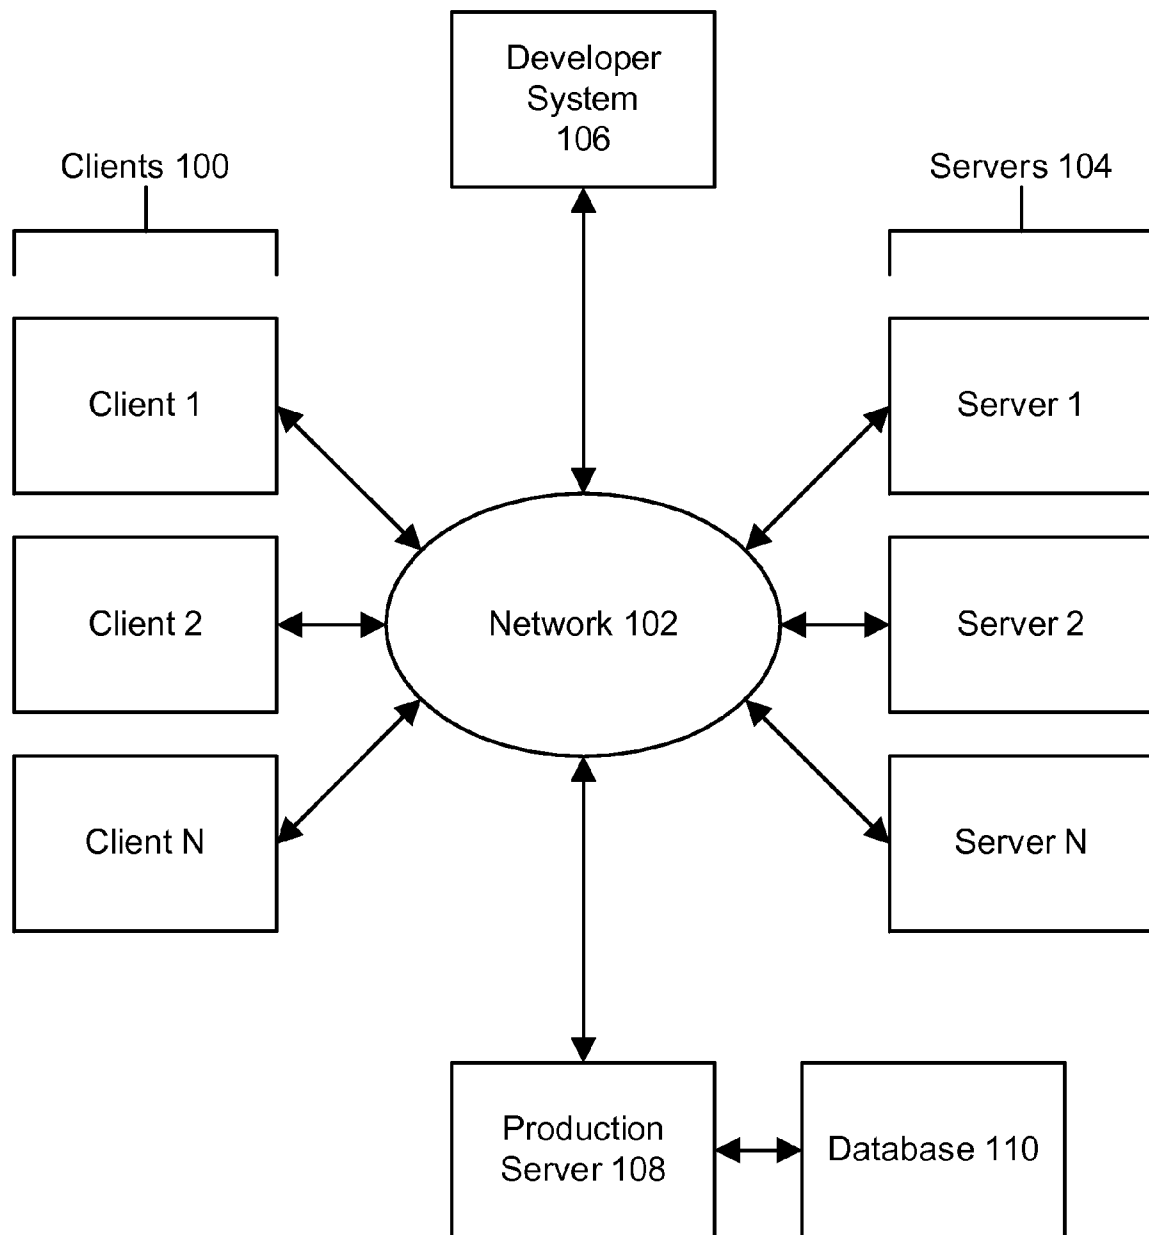 Developer
System
106
Clients 100
Servers 104
Client 1
Server 1
Client 2
Network 102
Server 2
Client N
Server N
Production
Server 108
Database 110